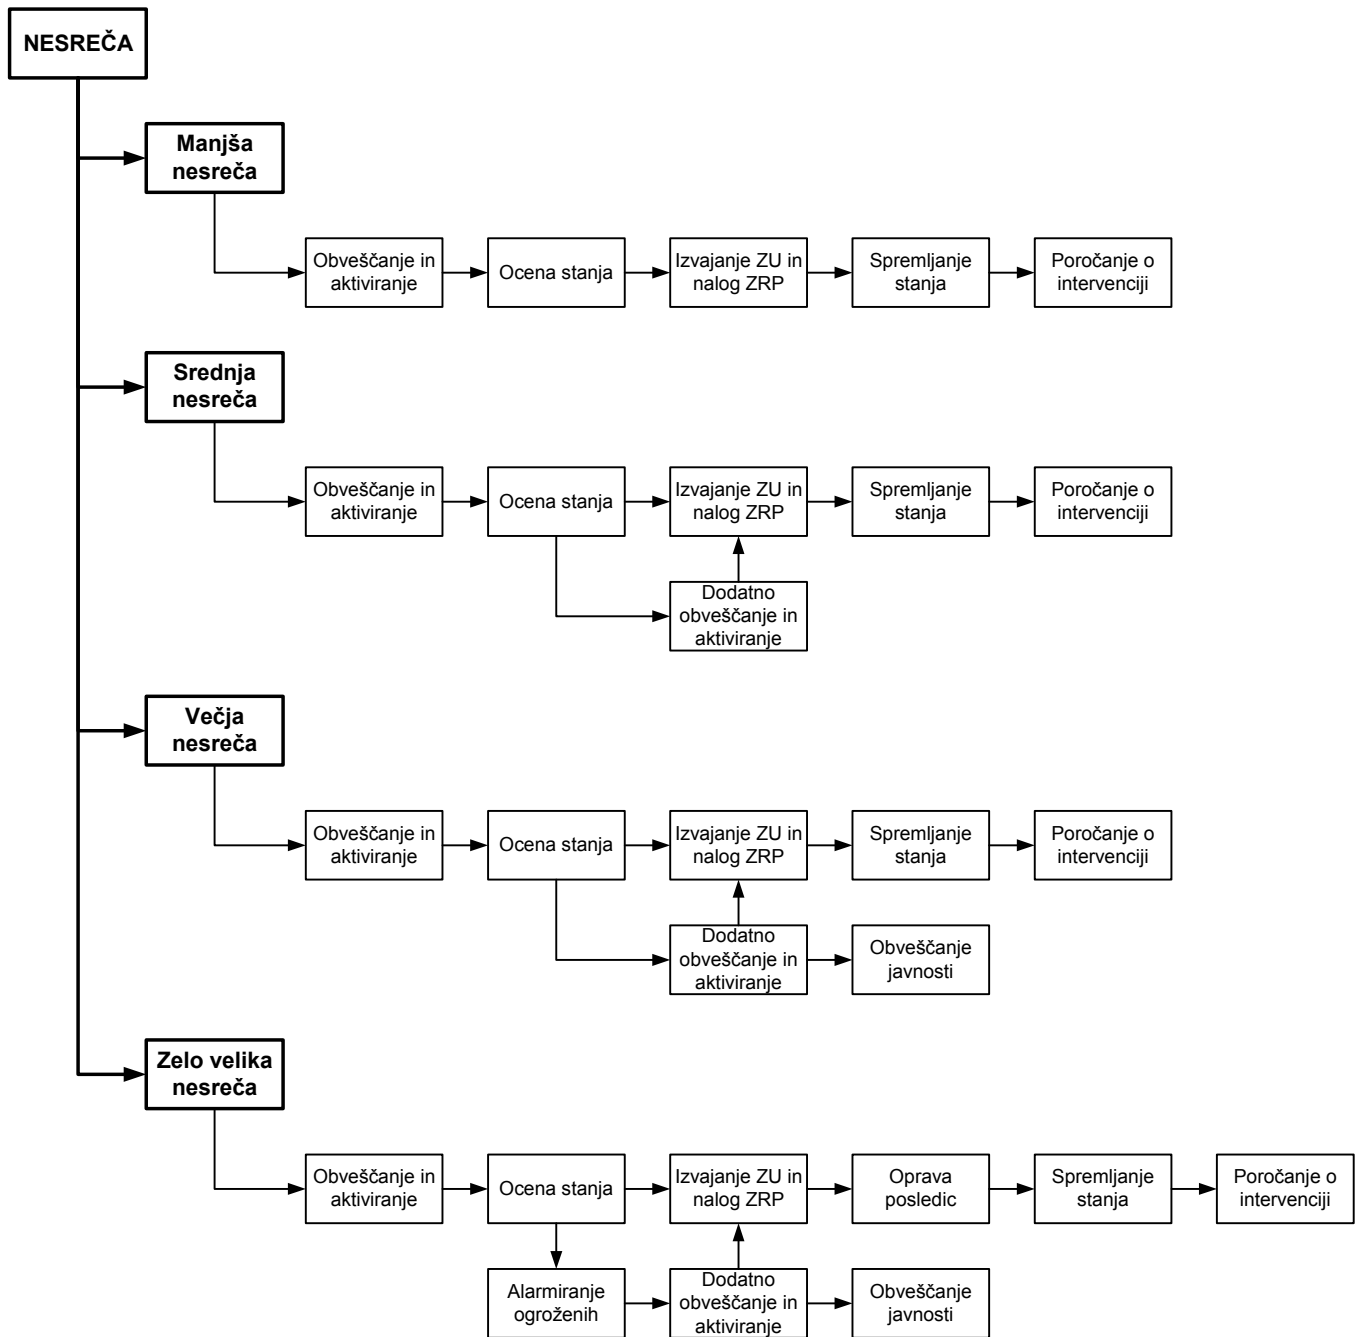 NESREČA
Manjša
nesreča
Obveščanje in
aktiviranje
Ocena stanja
Izvajanje ZU in
nalog ZRP
Spremljanje
stanja
Poročanje o
intervenciji
Srednja
nesreča
Obveščanje in
aktiviranje
Ocena stanja
Izvajanje ZU in
nalog ZRP
Spremljanje
stanja
Poročanje o
intervenciji
Dodatno
obveščanje in
aktiviranje
Večja
nesreča
Obveščanje in
aktiviranje
Ocena stanja
Izvajanje ZU in
nalog ZRP
Spremljanje
stanja
Poročanje o
intervenciji
Dodatno
obveščanje in
aktiviranje
Obveščanje
javnosti
Zelo velika
nesreča
Obveščanje in
aktiviranje
Ocena stanja
Izvajanje ZU in
nalog ZRP
Oprava
posledic
Spremljanje
stanja
Poročanje o
intervenciji
Alarmiranje
ogroženih
Dodatno
obveščanje in
aktiviranje
Obveščanje
javnosti